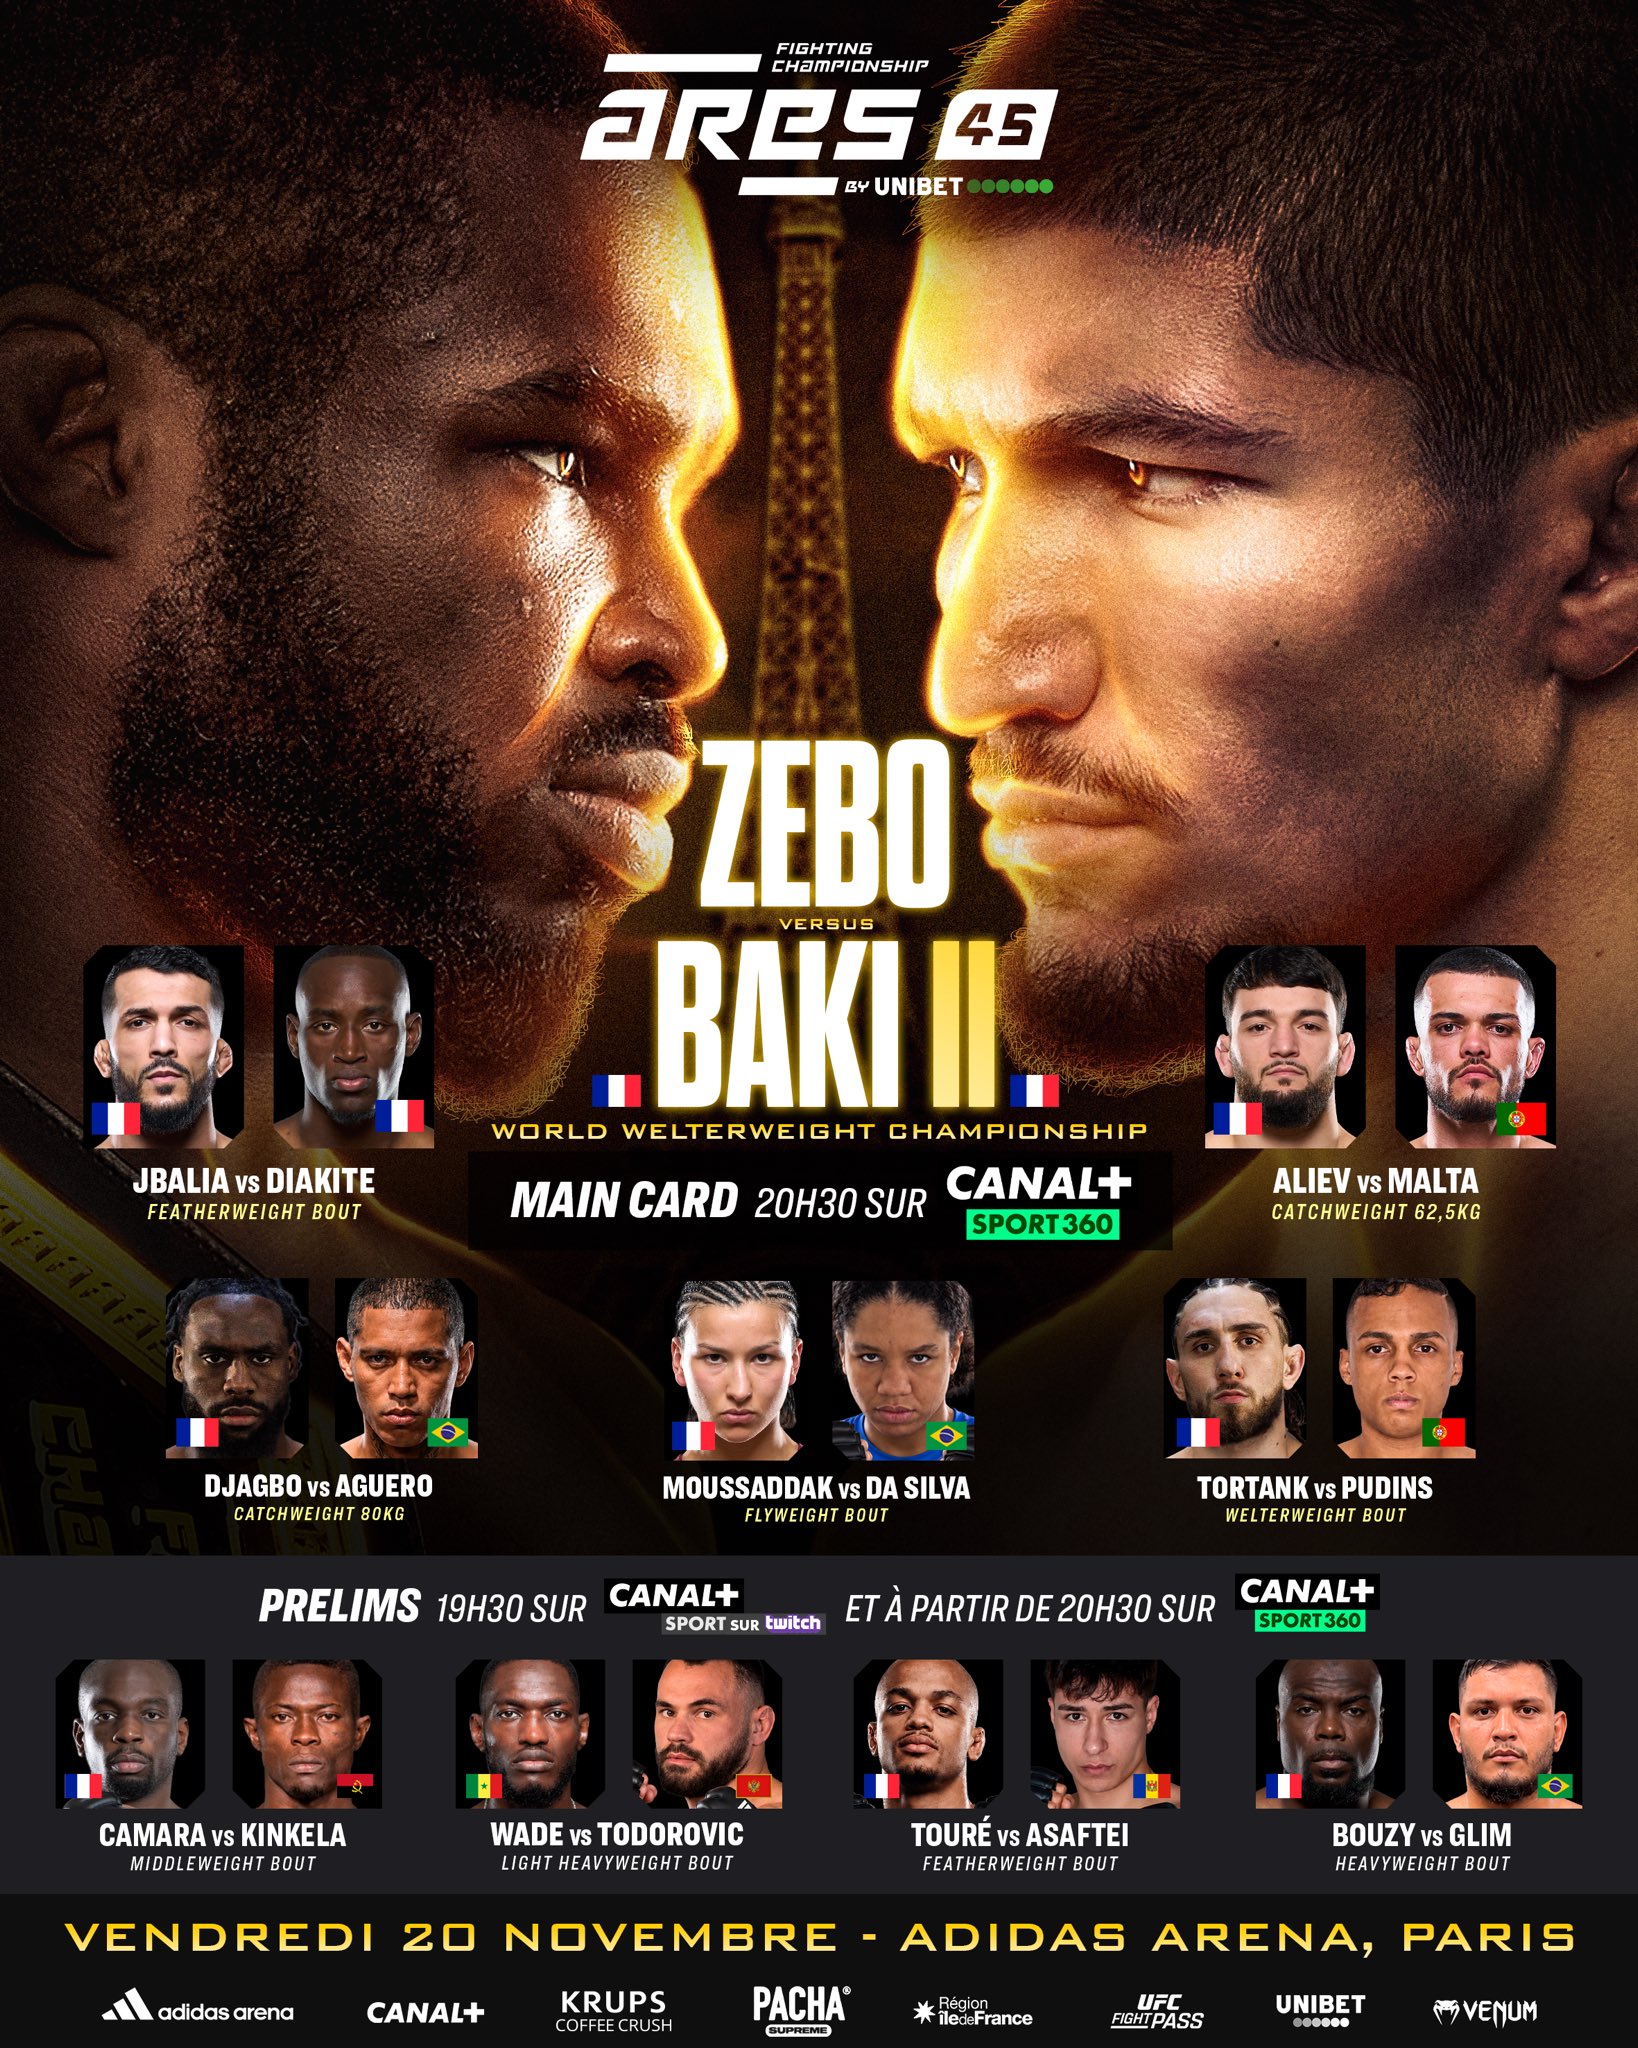 FIGHTING
CHAMPIONSHIP
ARES 45
BY UNIBET
ZEBO
VERSUS
BAKI II
WORLD WELTERWEIGHT CHAMPIONSHIP
MAIN CARD 20H30 SUR CANAL+
SPORT 360
JBALIA VS DIAKITE
FEATHERWEIGHT BOUT
ALIEV VS MALTA
CATCHWEIGHT 62,5KG
DJAGBO VS AGUERO
CATCHWEIGHT 80KG
MOUSSADDAK VS DA SILVA
FLYWEIGHT BOUT
TORTANK VS PUDINS
WELTERWEIGHT BOUT
PRELIMS 19H30 SUR CANAL+ SPORT SUR twitch ET À PARTIR DE 20H30 SUR CANAL+ SPORT 360
CAMARA VS KINKELA
MIDDLEWEIGHT BOUT
WADE VS TODOROVIC
LIGHT HEAVYWEIGHT BOUT
TOURÉ VS ASAFTEI
FEATHERWEIGHT BOUT
BOUZY VS GLIM
HEAVYWEIGHT BOUT
VENDREDI 20 NOVEMBRE - ADIDAS ARENA, PARIS
adidas arena
CANAL+
KRUPS
COFFEE CRUSH
PACHA®
SUPREME
Région
îledeFrance
UFC
FIGHT PASS
UNIBET
VENUM